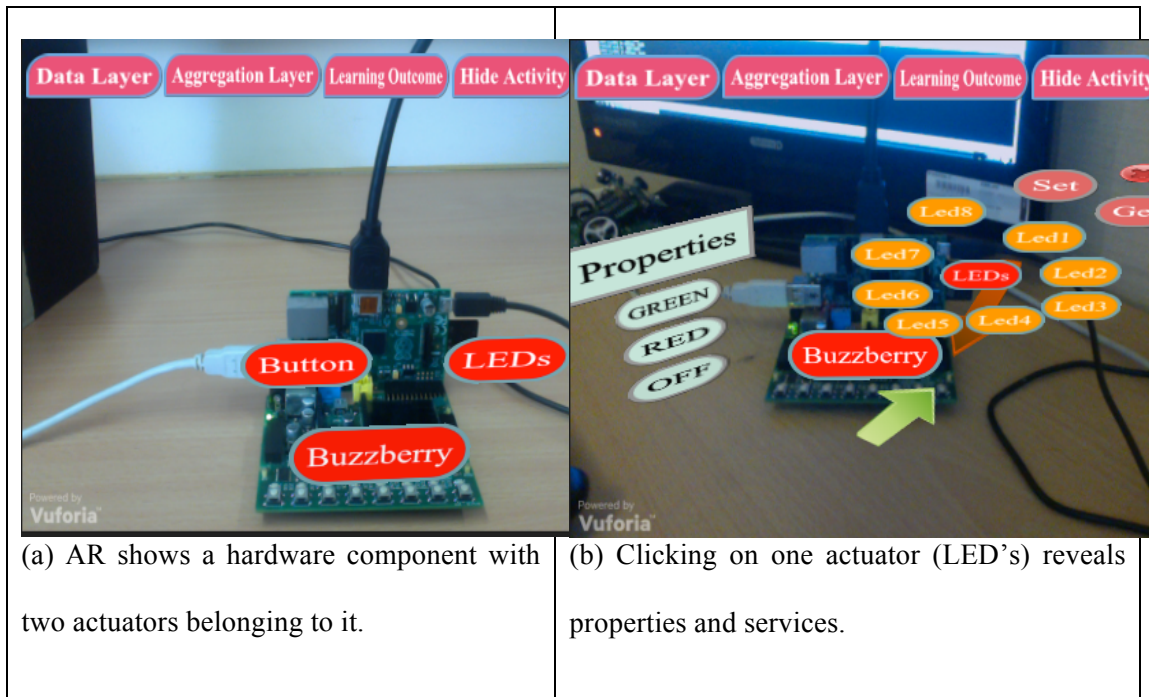 Data Layer
Aggregation Layer
Learning Outcome
Hide Activity
Button
LEDs
Buzzberry
Powered by
Vuforia™
(a) AR shows a hardware component with
two actuators belonging to it.
Data Layer
Aggregation Layer
Learning Outcome
Hide Activity
Set
Led8
Led1
Led7
LEDs
Led2
Properties
GREEN
Led6
Led3
Led5
Led4
RED
Buzzberry
OFF
Powered by
Vuforia™
(b) Clicking on one actuator (LED's) reveals
properties and services.